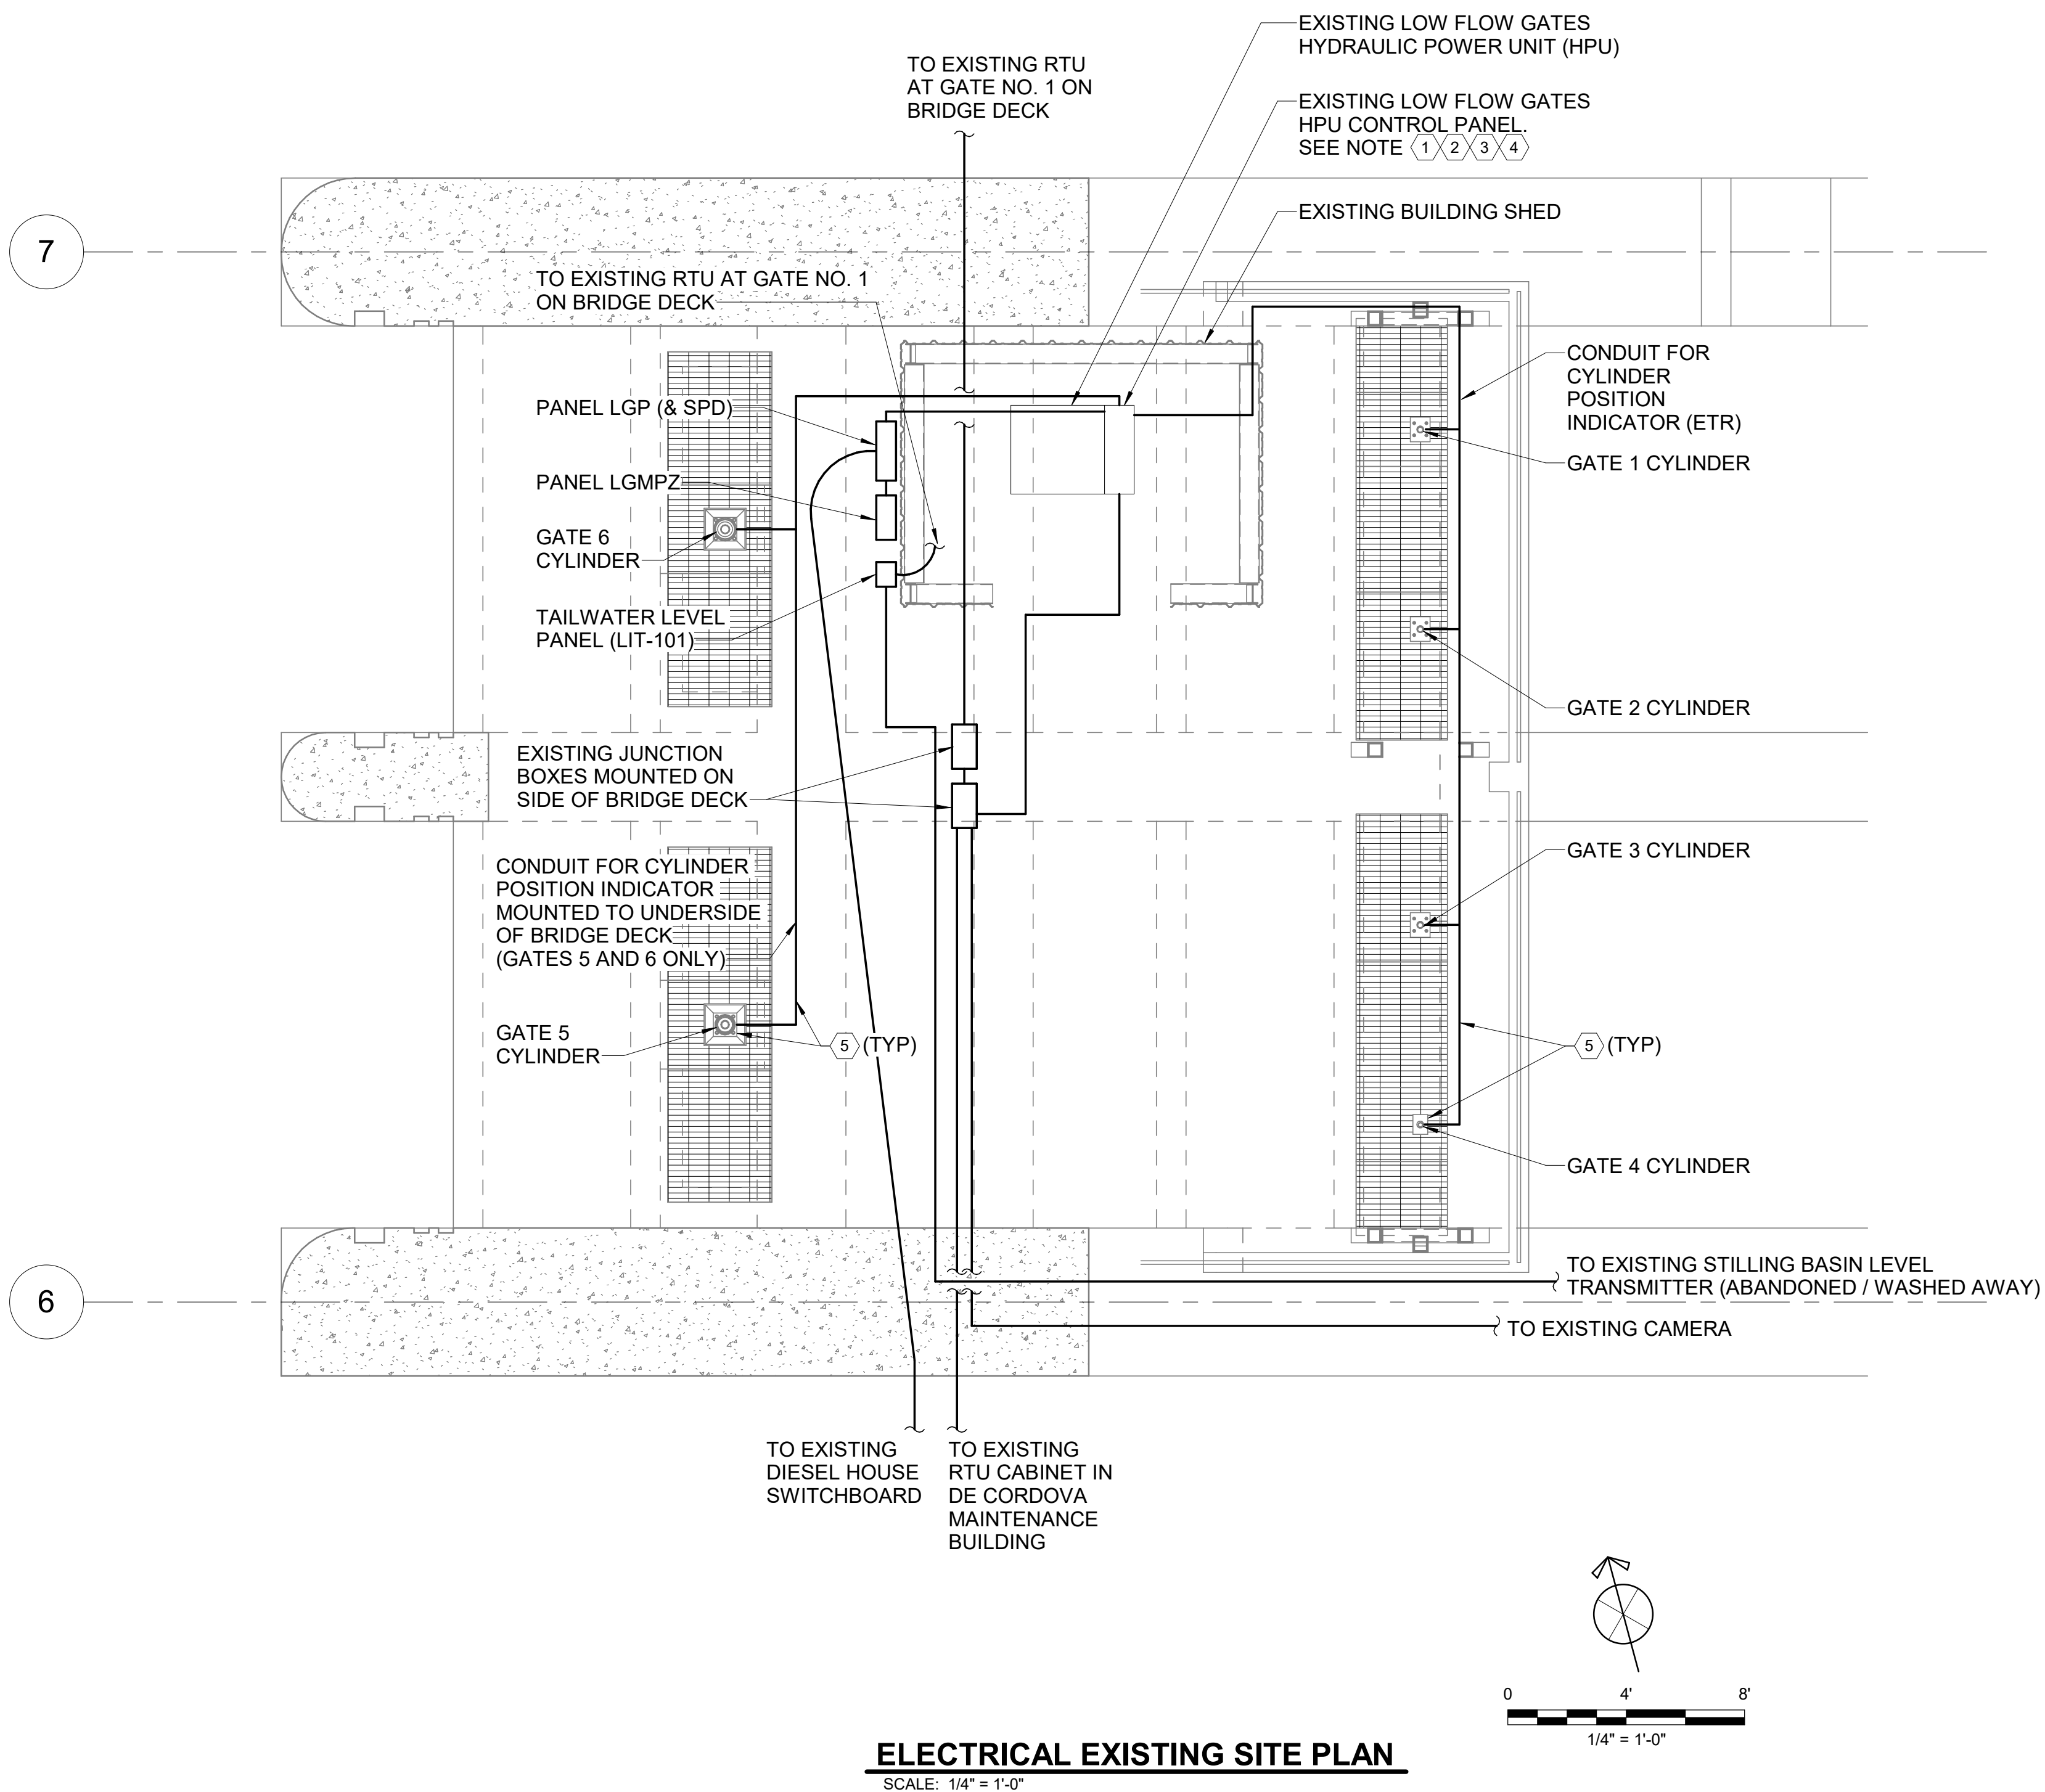 EXISTING LOW FLOW GATES
HYDRAULIC POWER UNIT (HPU)
TO EXISTING RTU
AT GATE NO. 1 ON
BRIDGE DECK
EXISTING LOW FLOW GATES
HPU CONTROL PANEL.
SEE NOTE 1 2 3 4
EXISTING BUILDING SHED
7
TO EXISTING RTU AT GATE NO. 1
ON BRIDGE DECK
CONDUIT FOR
CYLINDER
POSITION
INDICATOR (ETR)
PANEL LGP (& SPD)
GATE 1 CYLINDER
PANEL LGMPZ
GATE 6
CYLINDER
TAILWATER LEVEL
PANEL (LIT-101)
GATE 2 CYLINDER
EXISTING JUNCTION
BOXES MOUNTED ON
SIDE OF BRIDGE DECK
GATE 3 CYLINDER
CONDUIT FOR CYLINDER
POSITION INDICATOR
MOUNTED TO UNDERSIDE
OF BRIDGE DECK
(GATES 5 AND 6 ONLY)
GATE 5
CYLINDER
5 (TYP)
5 (TYP)
GATE 4 CYLINDER
TO EXISTING STILLING BASIN LEVEL
TRANSMITTER (ABANDONED / WASHED AWAY)
6
TO EXISTING CAMERA
TO EXISTING
DIESEL HOUSE
SWITCHBOARD
TO EXISTING
RTU CABINET IN
DE CORDOVA
MAINTENANCE
BUILDING
0 4' 8'
1/4" = 1'-0"
ELECTRICAL EXISTING SITE PLAN
SCALE: 1/4" = 1'-0"